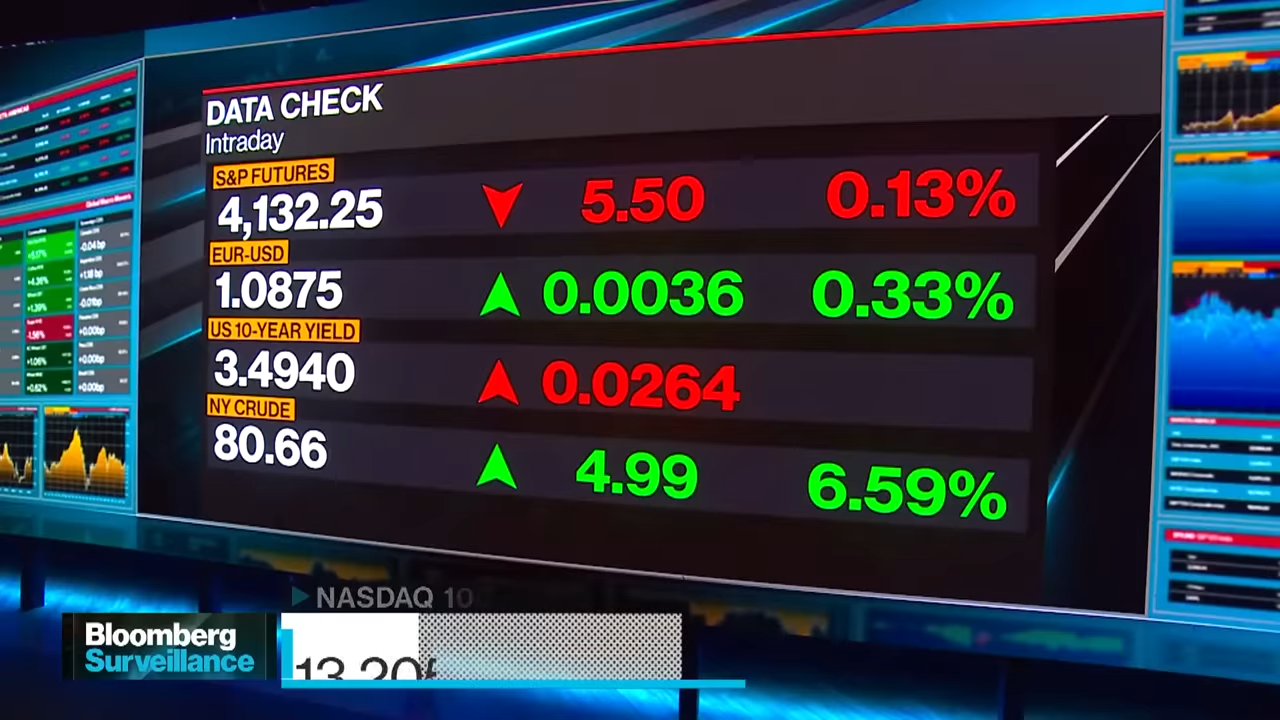 DATA CHECK
Intraday
S&P FUTURES
4,132.25 5.50 0.13%
EUR-USD
1.0875 0.0036 0.33%
US 10-YEAR YIELD
3.4940 0.0264
NY CRUDE
80.66 4.99 6.59%
NASDAQ 10
Bloomberg
Surveillance
13,20